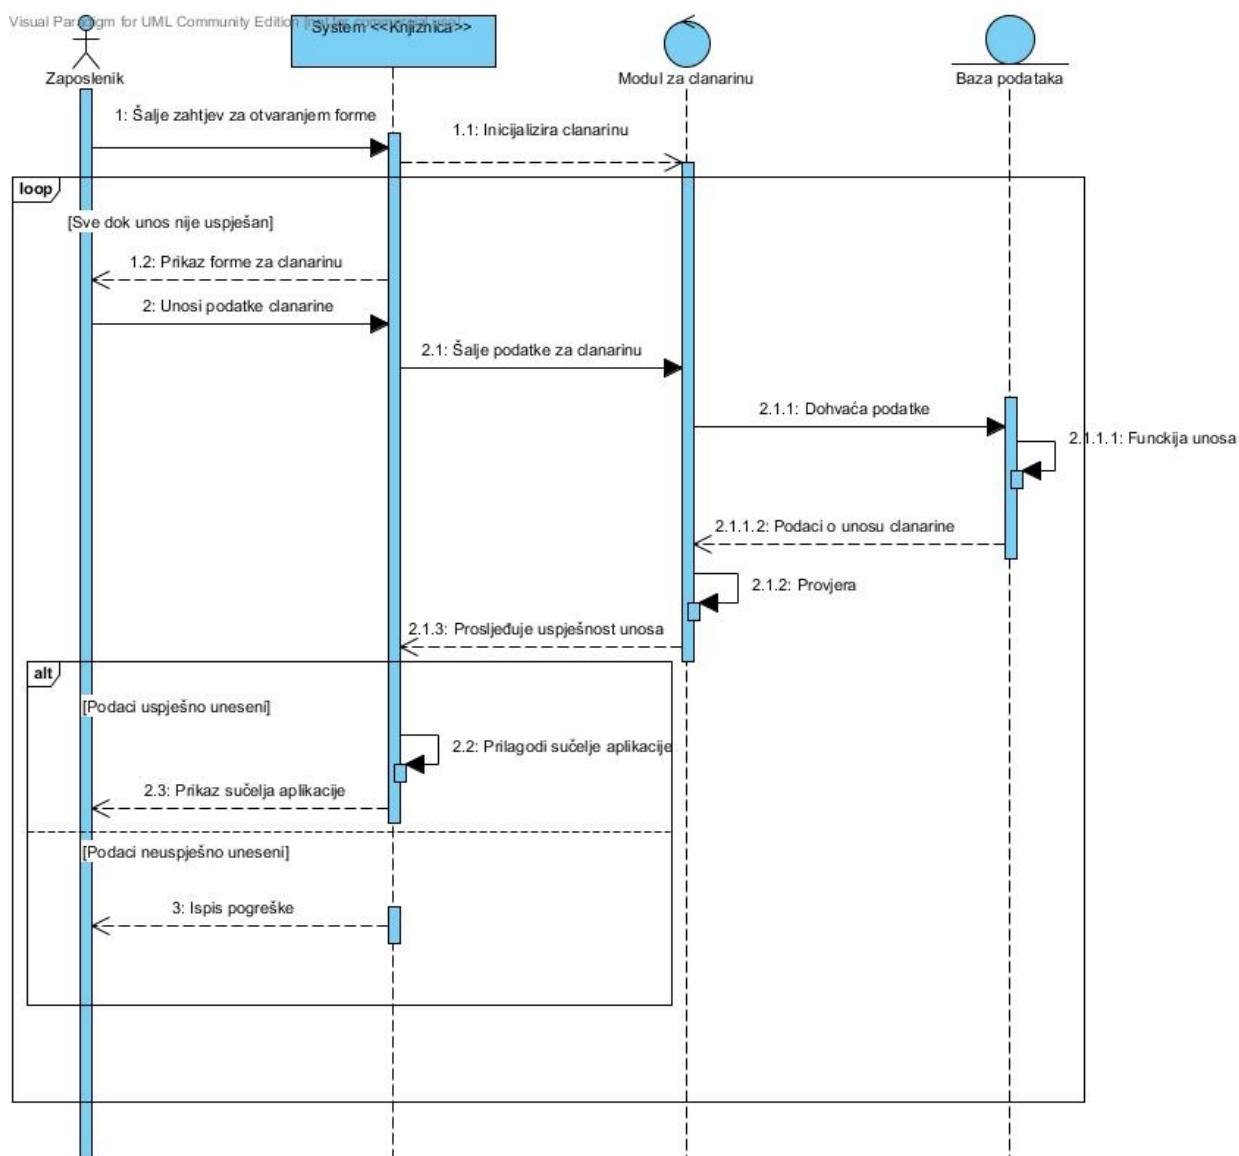 Visual Paradigm for UML Community Edition [not for commercial use]
System <<Knjiznica>>
Zaposlenik
Modul za clanarinu
Baza podataka
1: Šalje zahtjev za otvaranjem forme
1.1: Inicijalizira clanarinu
loop
[Sve dok unos nije uspješan]
1.2: Prikaz forme za clanarinu
2: Unosi podatke clanarine
2.1: Šalje podatke za clanarinu
2.1.1: Dohvaća podatke
2.1.1.1: Funckija unosa
2.1.1.2: Podaci o unosu clanarine
2.1.2: Provjera
2.1.3: Prosljeđuje uspješnost unosa
alt
[Podaci uspješno uneseni]
2.2: Prilagodi sučelje aplikacije
2.3: Prikaz sučelja aplikacije
[Podaci neuspješno uneseni]
3: Ispis pogreške